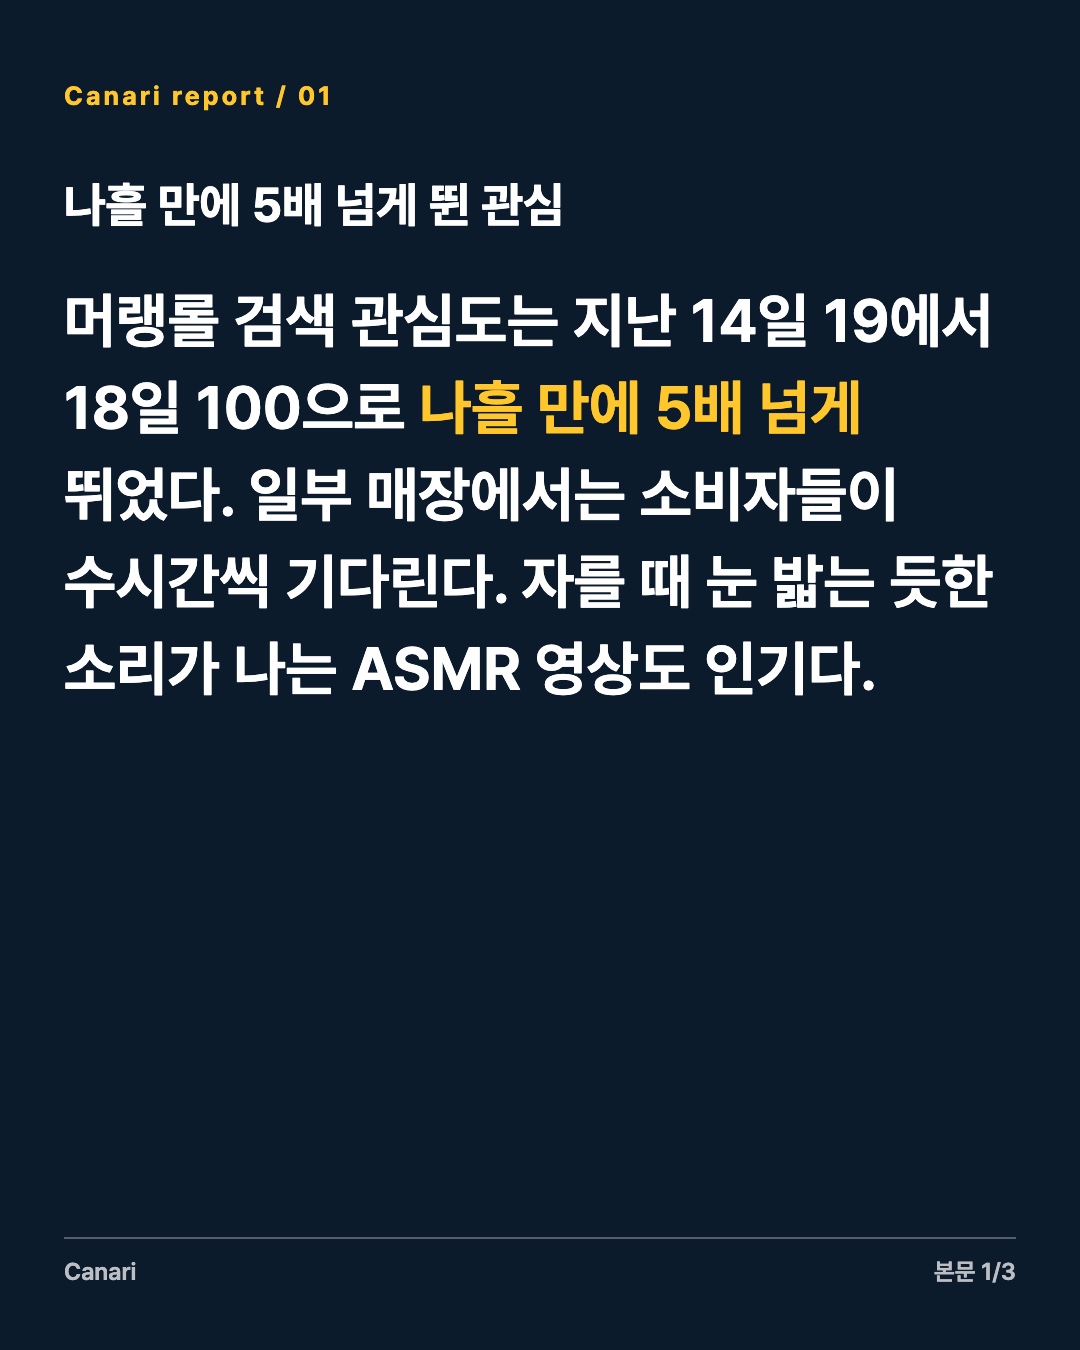 Canari report / 01
나흘 만에 5배 넘게 뛴 관심
머랭롤 검색 관심도는 지난 14일 19에서
18일 100으로 나흘 만에 5배 넘게
뛰었다. 일부 매장에서는 소비자들이
수시간씩 기다린다. 자를 때 눈 밟는 듯한
소리가 나는 ASMR 영상도 인기다.
Canari
본문 1/3